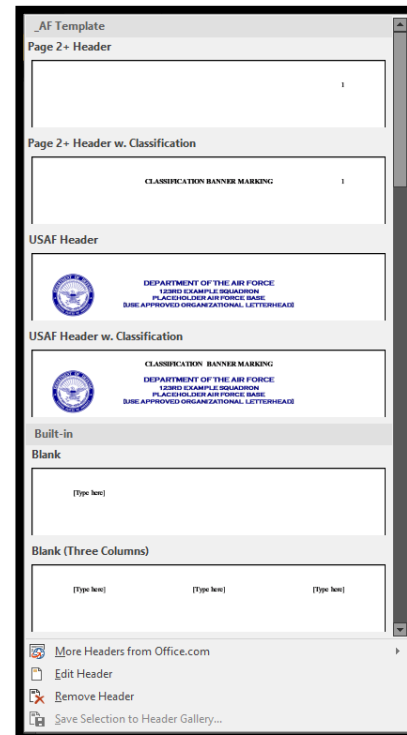 _AF Template
Page 2+ Header
1
Page 2+ Header w. Classification
CLASSIFICATION BANNER MARKING 1
USAF Header
DEPARTMENT OF THE AIR FORCE
123RD EXAMPLE SQUADRON
PLACEHOLDER AIR FORCE BASE
[USE APPROVED ORGANIZATIONAL LETTERHEAD]
USAF Header w. Classification
CLASSIFICATION BANNER MARKING
DEPARTMENT OF THE AIR FORCE
123RD EXAMPLE SQUADRON
PLACEHOLDER AIR FORCE BASE
[USE APPROVED ORGANIZATIONAL LETTERHEAD]
Built-in
Blank
[Type here]
Blank (Three Columns)
[Type here] [Type here] [Type here]
More Headers from Office.com
Edit Header
Remove Header
Save Selection to Header Gallery...